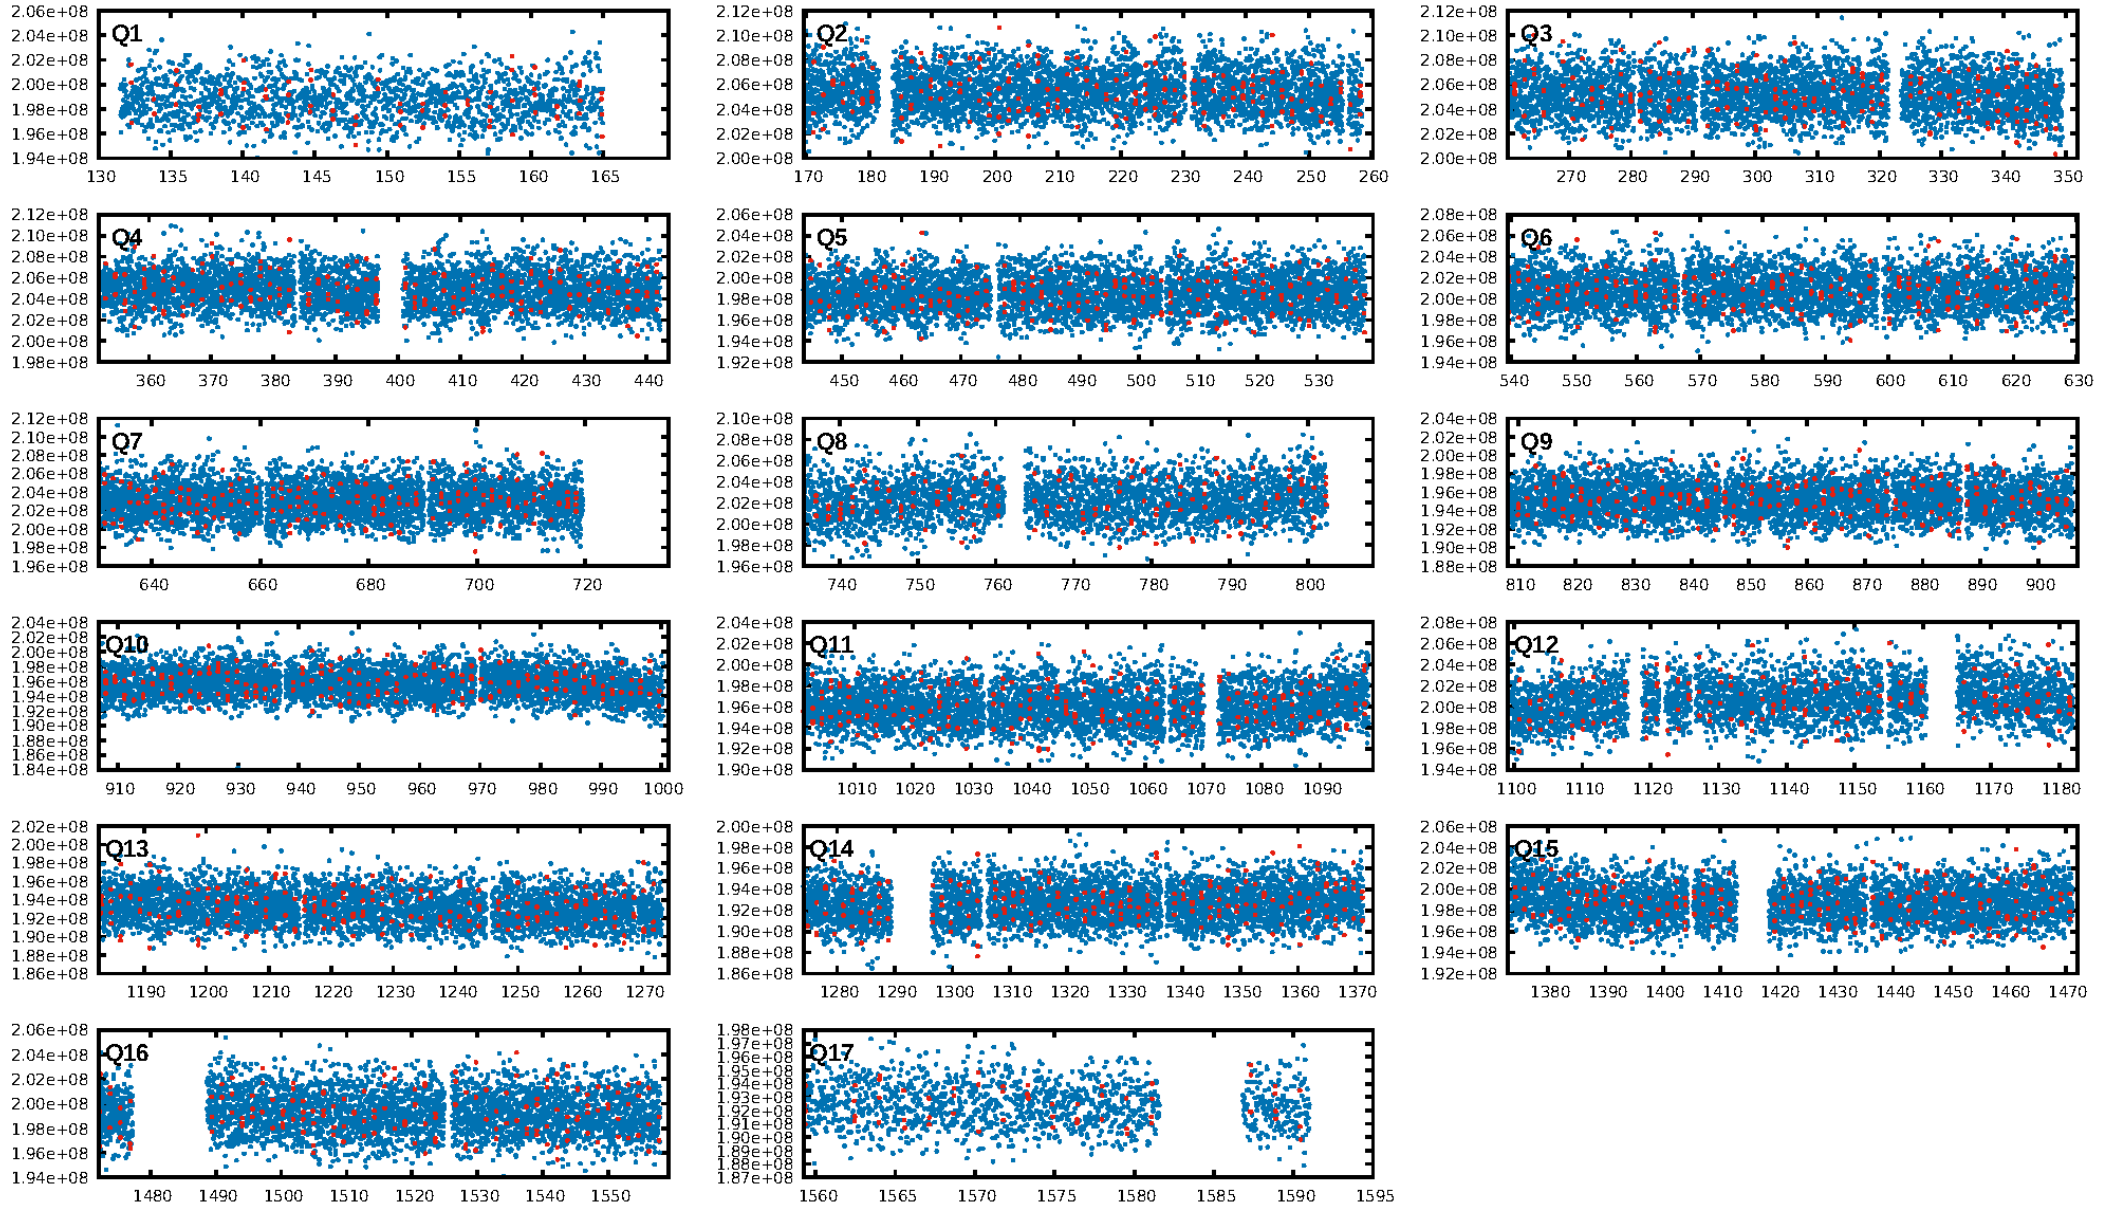 2.06e+08 2.04e+08 2.02e+08 2.00e+08 1.98e+08 1.96e+08 1.94e+08
Q1
130 135 140 145 150 155 160 165
2.12e+08 2.10e+08 2.08e+08 2.06e+08 2.04e+08 2.02e+08 2.00e+08
Q2
170 180 190 200 210 220 230 240 250 260
2.12e+08 2.10e+08 2.08e+08 2.06e+08 2.04e+08 2.02e+08 2.00e+08
Q3
270 280 290 300 310 320 330 340 350
2.12e+08 2.10e+08 2.08e+08 2.06e+08 2.04e+08 2.02e+08 2.00e+08 1.98e+08
Q4
360 370 380 390 400 410 420 430 440
2.06e+08 2.04e+08 2.02e+08 2.00e+08 1.98e+08 1.96e+08 1.94e+08 1.92e+08
Q5
450 460 470 480 490 500 510 520 530
2.08e+08 2.06e+08 2.04e+08 2.02e+08 2.00e+08 1.98e+08 1.96e+08 1.94e+08
Q6
540 550 560 570 580 590 600 610 620 630
2.12e+08 2.10e+08 2.08e+08 2.06e+08 2.04e+08 2.02e+08 2.00e+08 1.98e+08 1.96e+08
Q7
640 660 680 700 720
2.10e+08 2.08e+08 2.06e+08 2.04e+08 2.02e+08 2.00e+08 1.98e+08 1.96e+08
Q8
740 750 760 770 780 790 800
2.04e+08 2.02e+08 2.00e+08 1.98e+08 1.96e+08 1.94e+08 1.92e+08 1.90e+08 1.88e+08
Q9
810 820 830 840 850 860 870 880 890 900
2.04e+08 2.02e+08 2.00e+08 1.98e+08 1.96e+08 1.94e+08 1.92e+08 1.90e+08 1.88e+08 1.86e+08 1.84e+08
Q10
910 920 930 940 950 960 970 980 990 1000
2.04e+08 2.02e+08 2.00e+08 1.98e+08 1.96e+08 1.94e+08 1.92e+08 1.90e+08
Q11
1010 1020 1030 1040 1050 1060 1070 1080 1090
2.08e+08 2.06e+08 2.04e+08 2.02e+08 2.00e+08 1.98e+08 1.96e+08 1.94e+08
Q12
1100 1110 1120 1130 1140 1150 1160 1170 1180
2.02e+08 2.00e+08 1.98e+08 1.96e+08 1.94e+08 1.92e+08 1.90e+08 1.88e+08 1.86e+08
Q13
1190 1200 1210 1220 1230 1240 1250 1260 1270
2.00e+08 1.98e+08 1.96e+08 1.94e+08 1.92e+08 1.90e+08 1.88e+08 1.86e+08
Q14
1280 1290 1300 1310 1320 1330 1340 1350 1360 1370
2.06e+08 2.04e+08 2.02e+08 2.00e+08 1.98e+08 1.96e+08 1.94e+08 1.92e+08
Q15
1380 1390 1400 1410 1420 1430 1440 1450 1460 1470
2.06e+08 2.04e+08 2.02e+08 2.00e+08 1.98e+08 1.96e+08 1.94e+08
Q16
1480 1490 1500 1510 1520 1530 1540 1550
1.98e+08 1.97e+08 1.96e+08 1.95e+08 1.94e+08 1.93e+08 1.92e+08 1.91e+08 1.90e+08 1.89e+08 1.88e+08 1.87e+08
Q17
1560 1565 1570 1575 1580 1585 1590 1595